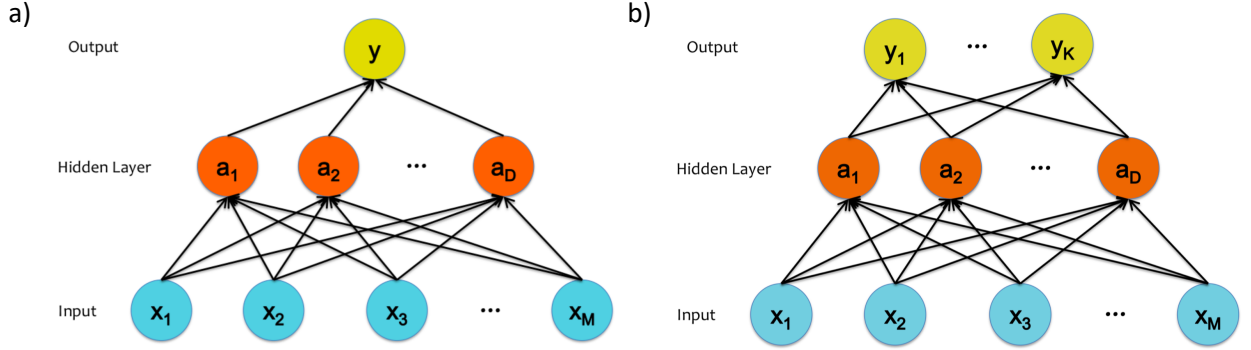 a)
Output
y
Hidden Layer
a1 a2 ... aD
Input
x1 x2 x3 ... xM
b)
Output
y1 ... yK
Hidden Layer
a1 a2 ... aD
Input
x1 x2 x3 ... xM